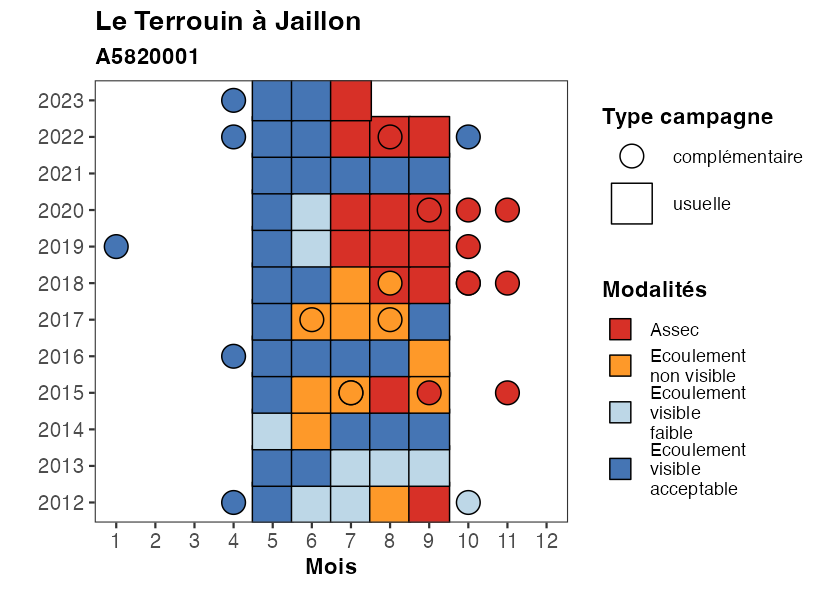 Le Terrouin à Jaillon
A5820001
2023
2022
2021
2020
2019
2018
2017
2016
2015
2014
2013
2012
1 2 3 4 5 6 7 8 9 10 11 12
Mois
Type campagne
complémentaire
usuelle
Modalités
Assec
Ecoulement
non visible
Ecoulement
visible
faible
Ecoulement
visible
acceptable